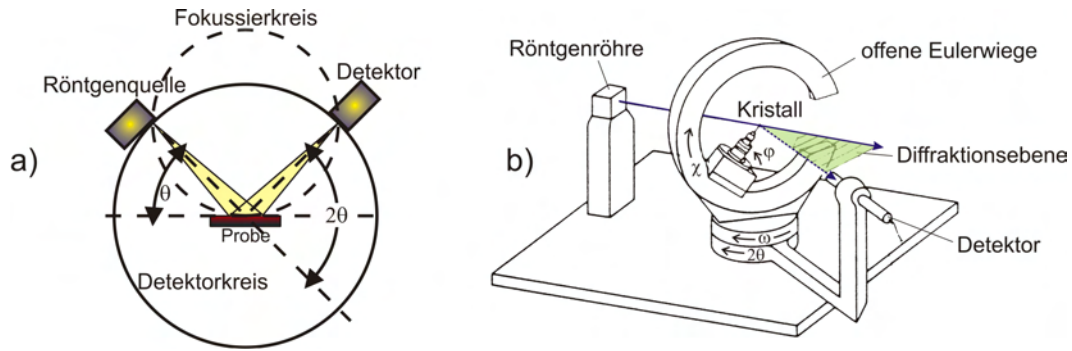 a)
Fokussierkreis
Röntgenquelle
Detektor
θ
2θ
Probe
Detektorkreis
b)
Röntgenröhre
offene Eulerwiege
Kristall
χ
φ
Diffraktionsebene
ω
2θ
Detektor